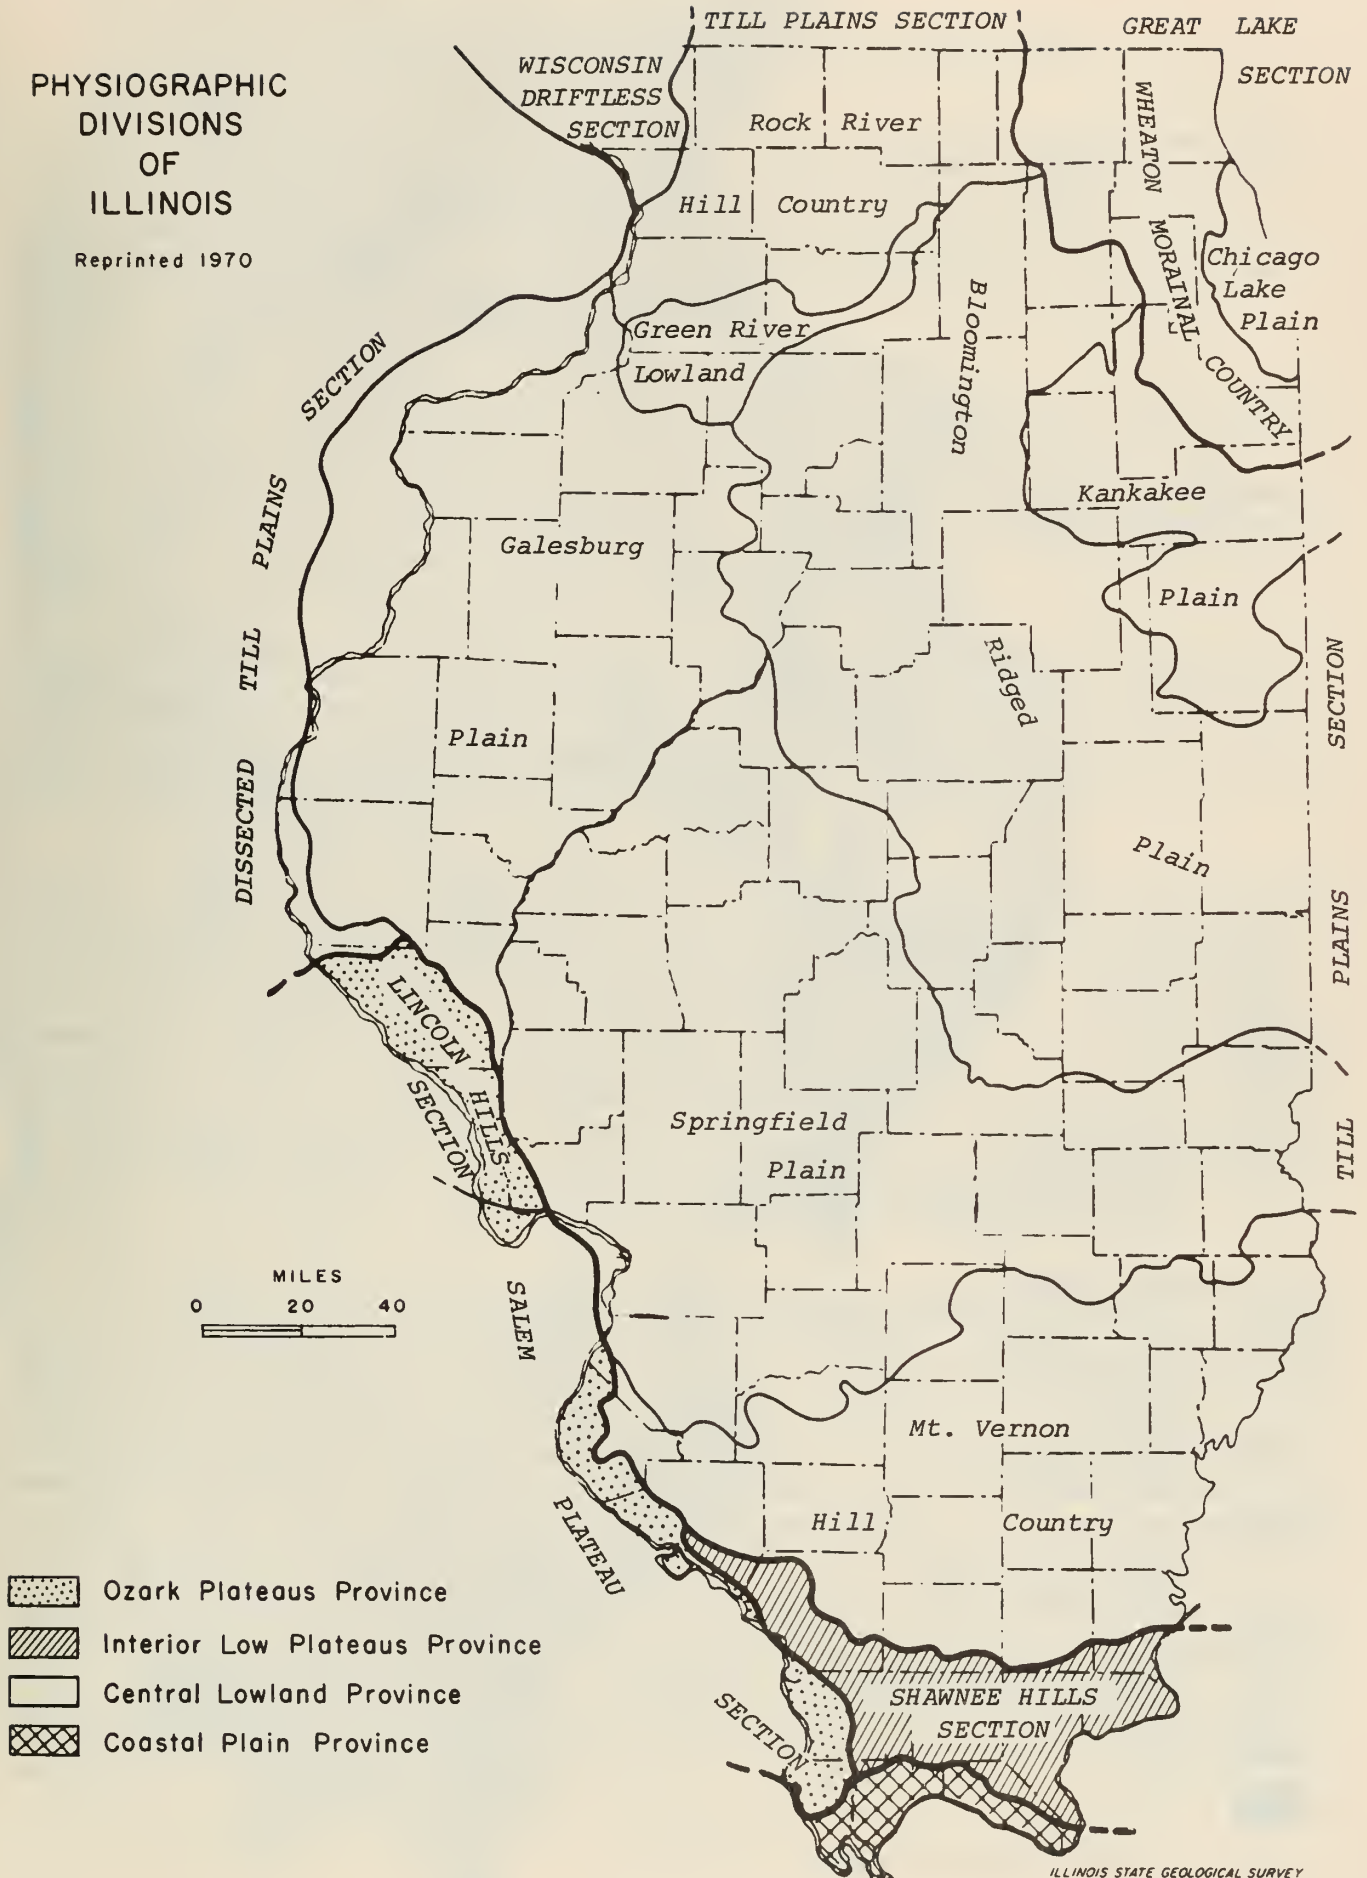 PHYSIOGRAPHIC
DIVISIONS
OF
ILLINOIS
Reprinted 1970
TILL PLAINS SECTION
GREAT LAKE
SECTION
WISCONSIN
DRIFTLESS
SECTION
Rock River
Hill Country
WHEATON
MORAINAL
COUNTRY
Chicago
Lake
Plain
Green River
Lowland
Bloomington
Ridged
Plain
Kankakee
Plain
Galesburg
Plain
DISSECTED TILL PLAINS SECTION
TILL PLAINS SECTION
LINCOLN
HILLS
SECTION
Springfield
Plain
MILES
0 20 40
SALEM
PLATEAU
SECTION
Mt. Vernon
Hill Country
SHAWNEE HILLS
SECTION
Ozark Plateaus Province
Interior Low Plateaus Province
Central Lowland Province
Coastal Plain Province
ILLINOIS STATE GEOLOGICAL SURVEY